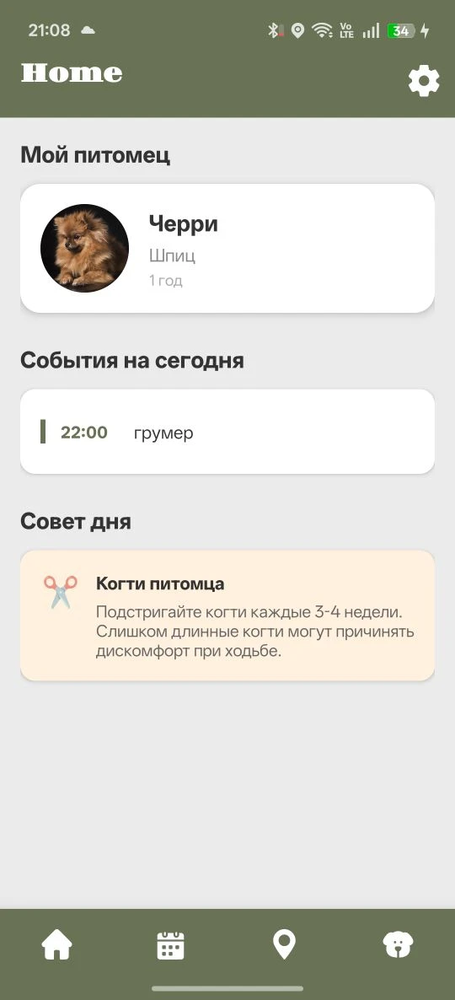 21:08
Vo
LTE
34
Home
Мой питомец
Черри
Шпиц
1 год
События на сегодня
22:00 грумер
Совет дня
Когти питомца
Подстригайте когти каждые 3-4 недели.
Слишком длинные когти могут причинять
дискомфорт при ходьбе.